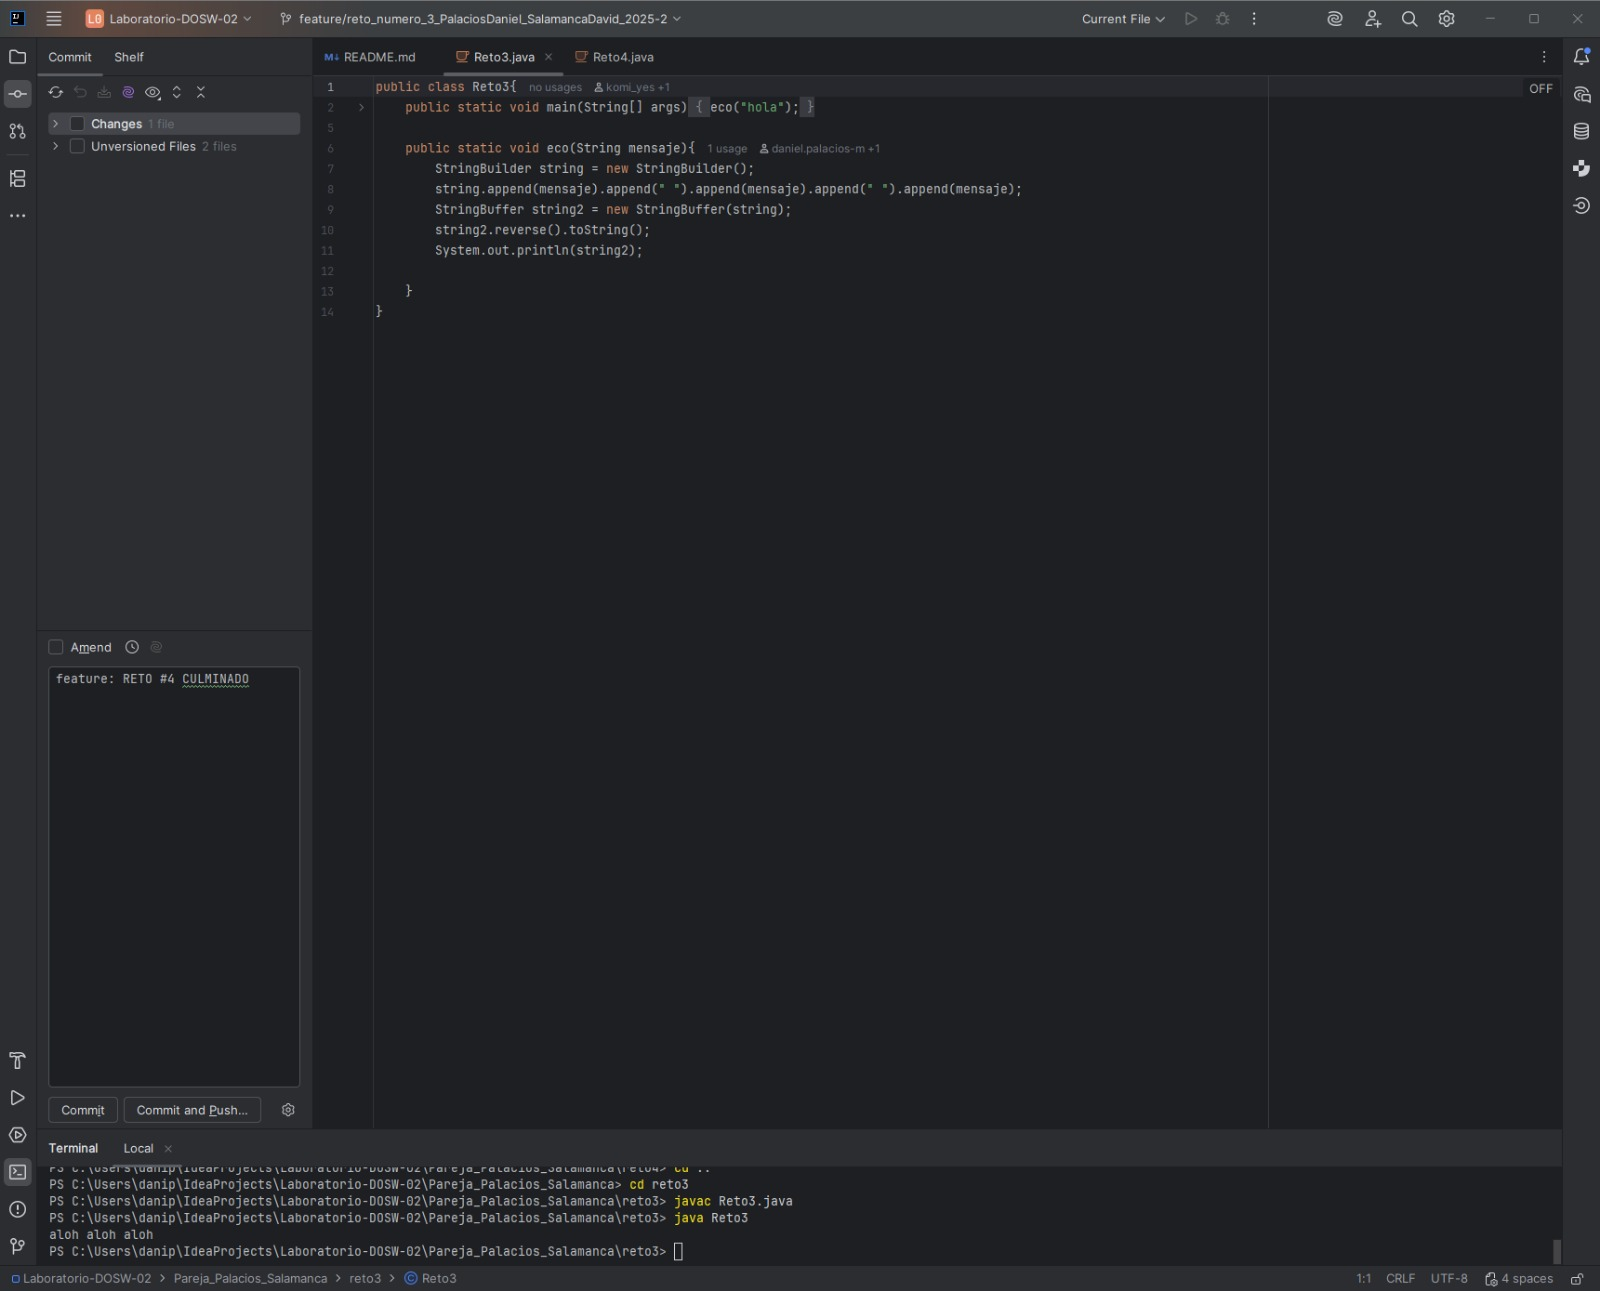 LG Laboratorio-DOSW-02 feature/reto_numero_3_PalaciosDaniel_SalamancaDavid_2025-2 Current File
Commit Shelf
Changes 1 file
Unversioned Files 2 files
README.md Reto3.java Reto4.java
OFF
1 public class Reto3{ no usages komi_yes +1
2 public static void main(String[] args) { eco("hola"); }
5
6 public static void eco(String mensaje){ 1 usage daniel.palacios-m +1
7 StringBuilder string = new StringBuilder();
8 string.append(mensaje).append(" ").append(mensaje).append(" ").append(mensaje);
9 StringBuffer string2 = new StringBuffer(string);
10 string2.reverse().toString();
11 System.out.println(string2);
12
13 }
14 }
Amend
feature: RETO #4 CULMINADO
Commit Commit and Push...
Terminal Local
PS C:\Users\danip\IdeaProjects\Laboratorio-DOSW-02\Pareja_Palacios_Salamanca\reto4> cd ..
PS C:\Users\danip\IdeaProjects\Laboratorio-DOSW-02\Pareja_Palacios_Salamanca> cd reto3
PS C:\Users\danip\IdeaProjects\Laboratorio-DOSW-02\Pareja_Palacios_Salamanca\reto3> javac Reto3.java
PS C:\Users\danip\IdeaProjects\Laboratorio-DOSW-02\Pareja_Palacios_Salamanca\reto3> java Reto3
aloh aloh aloh
PS C:\Users\danip\IdeaProjects\Laboratorio-DOSW-02\Pareja_Palacios_Salamanca\reto3>
Laboratorio-DOSW-02 > Pareja_Palacios_Salamanca > reto3 > Reto3 1:1 CRLF UTF-8 4 spaces